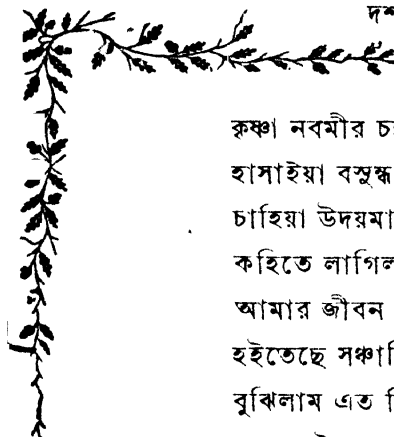 দশ
কৃষ্ণা নবমীর চ
হাসাইয়া বসুন্ধ
চাহিয়া উদয়মা
কহিতে লাগিল
আমার জীবন
হইতেছে সঞ্চা
বুঝিলাম এত